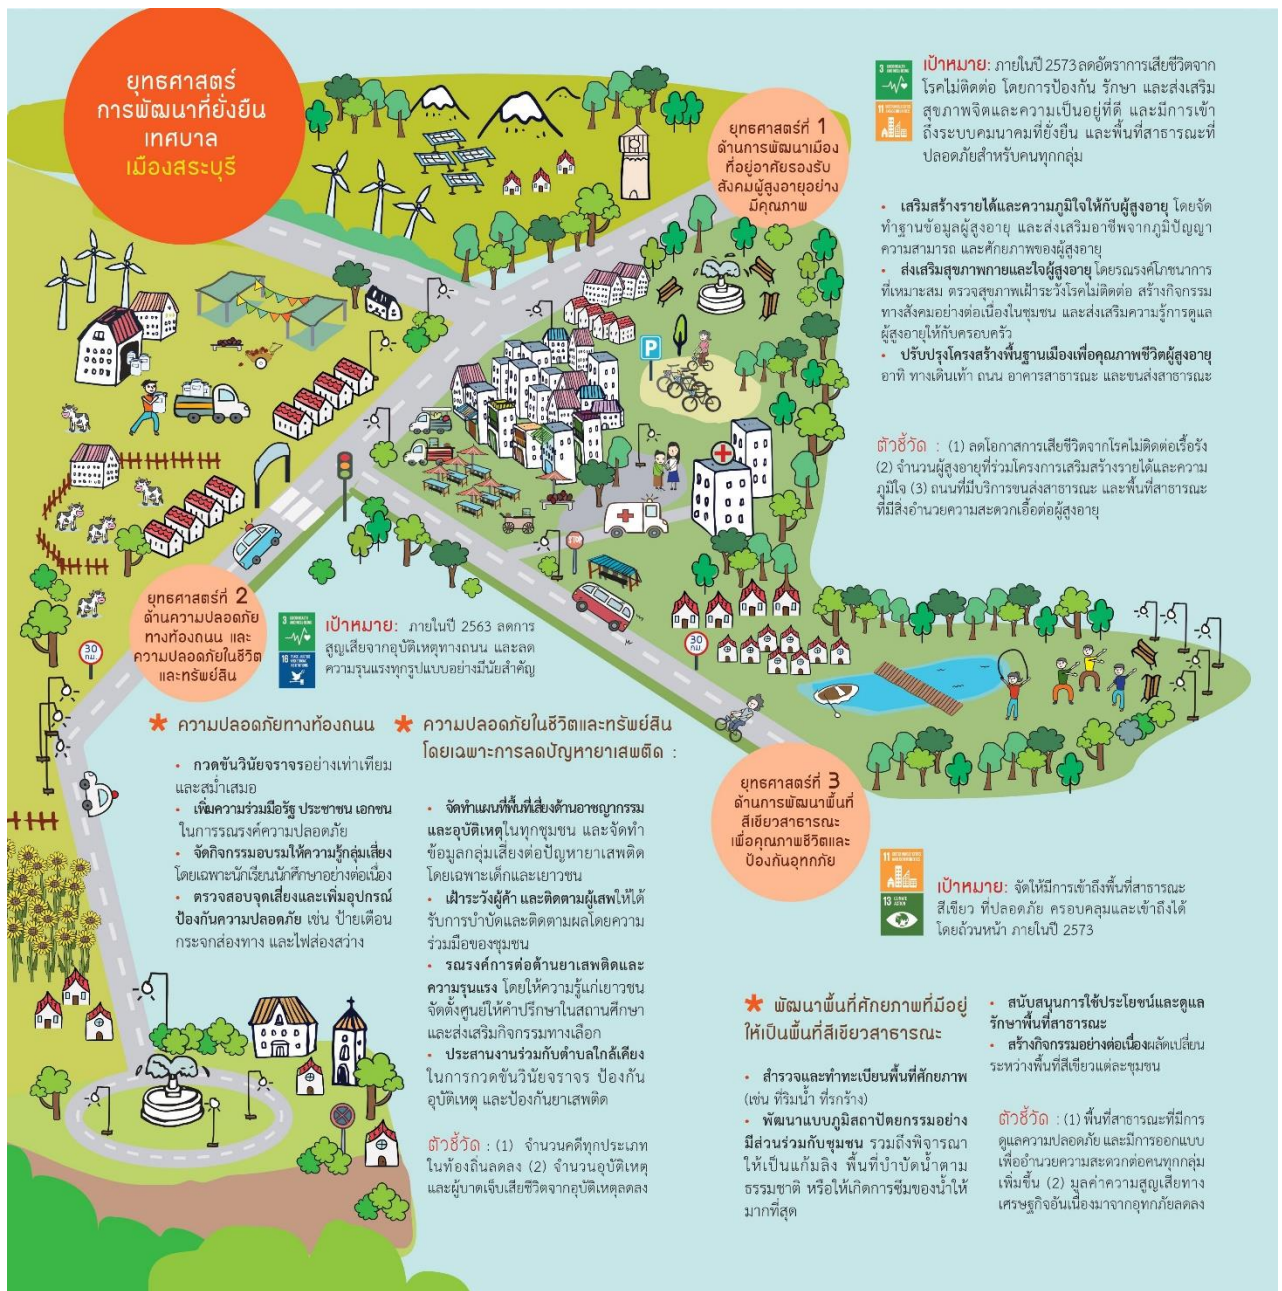 ยุทธศาสตร์
การพัฒนาที่ยั่งยืน
เทศบาล
เมืองสระบุรี
ยุทธศาสตร์ที่ 1
ด้านการพัฒนาเมือง
ที่อยู่อาศัยรองรับ
สังคมผู้สูงอายุอย่าง
มีคุณภาพ
3
11
เป้าหมาย: ภายในปี 2573 ลดอัตราการเสียชีวิตจาก
โรคไม่ติดต่อ โดยการป้องกัน รักษา และส่งเสริม
สุขภาพจิตและความเป็นอยู่ที่ดี และมีการเข้า
ถึงระบบคมนาคมที่ยั่งยืน และพื้นที่สาธารณะที่
ปลอดภัยสำหรับคนทุกกลุ่ม
• เสริมสร้างรายได้และความภูมิใจให้กับผู้สูงอายุ โดยจัด
ทำฐานข้อมูลผู้สูงอายุ และส่งเสริมอาชีพจากภูมิปัญญา
ความสามารถ และศักยภาพของผู้สูงอายุ
• ส่งเสริมสุขภาพกายและใจผู้สูงอายุ โดยรณรงค์โภชนาการ
ที่เหมาะสม ตรวจสุขภาพเฝ้าระวังโรคไม่ติดต่อ สร้างกิจกรรม
ทางสังคมอย่างต่อเนื่องในชุมชน และส่งเสริมความรู้การดูแล
ผู้สูงอายุให้กับครอบครัว
• ปรับปรุงโครงสร้างพื้นฐานเมืองเพื่อคุณภาพชีวิตผู้สูงอายุ
อาทิ ทางเดินเท้า ถนน อาคารสาธารณะ และขนส่งสาธารณะ
ตัวชี้วัด : (1) ลดโอกาสการเสียชีวิตจากโรคไม่ติดต่อเรื้อรัง
(2) จำนวนผู้สูงอายุที่ร่วมโครงการเสริมสร้างรายได้และความ
ภูมิใจ (3) ถนนที่มีบริการขนส่งสาธารณะ และพื้นที่สาธารณะ
ที่มีสิ่งอำนวยความสะดวกเอื้อต่อผู้สูงอายุ
P
STOP
30
กม.
30
กม.
ยุทธศาสตร์ที่ 2
ด้านความปลอดภัย
ทางท้องถนน และ
ความปลอดภัยในชีวิต
และทรัพย์สิน
3
16
เป้าหมาย: ภายในปี 2563 ลดการ
สูญเสียจากอุบัติเหตุทางถนน และลด
ความรุนแรงทุกรูปแบบอย่างมีนัยสำคัญ
* ความปลอดภัยทางท้องถนน
• กวดขันวินัยจราจรอย่างเท่าเทียม
และสม่ำเสมอ
• เพิ่มความร่วมมือรัฐ ประชาชน เอกชน
ในการรณรงค์ความปลอดภัย
• จัดกิจกรรมอบรมให้ความรู้กลุ่มเสี่ยง
โดยเฉพาะนักเรียนนักศึกษาอย่างต่อเนื่อง
• ตรวจสอบจุดเสี่ยงและเพิ่มอุปกรณ์
ป้องกันความปลอดภัย เช่น ป้ายเตือน
กระจกส่องทาง และไฟส่องสว่าง
* ความปลอดภัยในชีวิตและทรัพย์สิน
โดยเฉพาะการลดปัญหายาเสพติด :
• จัดทำแผนที่พื้นที่เสี่ยงด้านอาชญากรรม
และอุบัติเหตุในทุกชุมชน และจัดทำ
ข้อมูลกลุ่มเสี่ยงต่อปัญหายาเสพติด
โดยเฉพาะเด็กและเยาวชน
• เฝ้าระวังผู้ค้า และติดตามผู้เสพให้ได้
รับการบำบัดและติดตามผลโดยความ
ร่วมมือของชุมชน
• รณรงค์การต่อต้านยาเสพติดและ
ความรุนแรง โดยให้ความรู้แก่เยาวชน
จัดตั้งศูนย์ให้คำปรึกษาในสถานศึกษา
และส่งเสริมกิจกรรมทางเลือก
• ประสานงานร่วมกับตำบลใกล้เคียง
ในการกวดขันวินัยจราจร ป้องกัน
อุบัติเหตุ และป้องกันยาเสพติด
ตัวชี้วัด : (1) จำนวนคดีทุกประเภท
ในท้องถิ่นลดลง (2) จำนวนอุบัติเหตุ
และผู้บาดเจ็บเสียชีวิตจากอุบัติเหตุลดลง
ยุทธศาสตร์ที่ 3
ด้านการพัฒนาพื้นที่
สีเขียวสาธารณะ
เพื่อคุณภาพชีวิตและ
ป้องกันอุทกภัย
11
13 CLIMATE ACTION
เป้าหมาย: จัดให้มีการเข้าถึงพื้นที่สาธารณะ
สีเขียว ที่ปลอดภัย ครอบคลุมและเข้าถึงได้
โดยถ้วนหน้า ภายในปี 2573
* พัฒนาพื้นที่ศักยภาพที่มีอยู่
ให้เป็นพื้นที่สีเขียวสาธารณะ
• สำรวจและทำทะเบียนพื้นที่ศักยภาพ
(เช่น ที่ริมน้ำ ที่รกร้าง)
• พัฒนาแบบภูมิสถาปัตยกรรมอย่าง
มีส่วนร่วมกับชุมชน รวมถึงพิจารณา
ให้เป็นแก้มลิง พื้นที่บำบัดน้ำตาม
ธรรมชาติ หรือให้เกิดการซึมของน้ำให้
มากที่สุด
• สนับสนุนการใช้ประโยชน์และดูแล
รักษาพื้นที่สาธารณะ
• สร้างกิจกรรมอย่างต่อเนื่องผลัดเปลี่ยน
ระหว่างพื้นที่สีเขียวแต่ละชุมชน
ตัวชี้วัด : (1) พื้นที่สาธารณะที่มีการ
ดูแลความปลอดภัย และมีการออกแบบ
เพื่ออำนวยความสะดวกต่อคนทุกกลุ่ม
เพิ่มขึ้น (2) มูลค่าความสูญเสียทาง
เศรษฐกิจอันเนื่องมาจากอุทกภัยลดลง